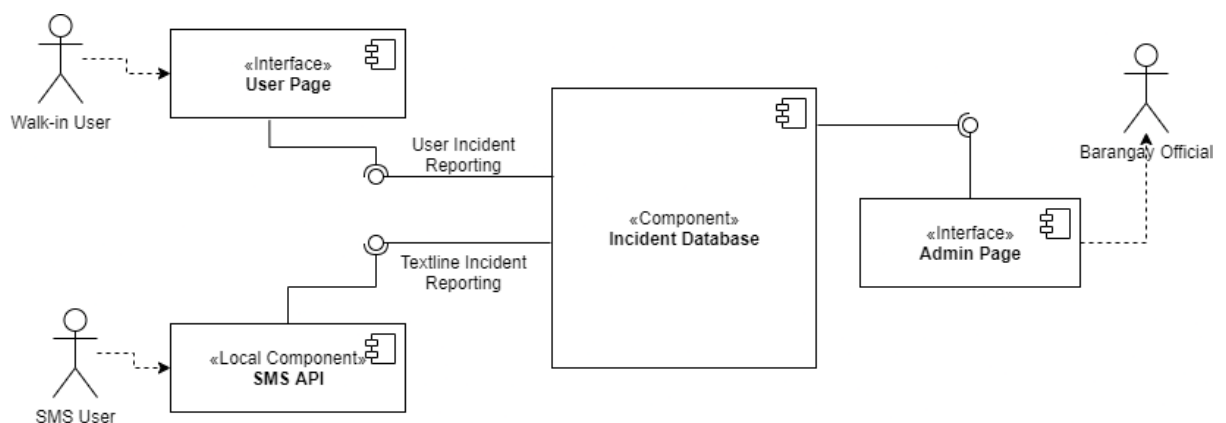 «Interface»
User Page
Walk-in User
User Incident
Reporting
«Component»
Incident Database
Barangay Official
«Interface»
Admin Page
Textline Incident
Reporting
«Local Component»
SMS API
SMS User